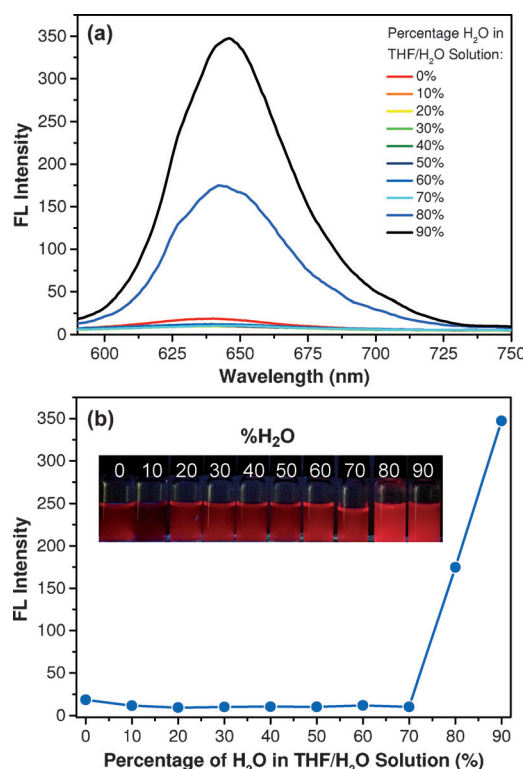 (a)
Percentage H₂O in
THF/H₂O Solution:
0%
10%
20%
30%
40%
50%
60%
70%
80%
90%
350
300
250
200
150
100
50
0
FL Intensity
600 625 650 675 700 725 750
Wavelength (nm)
(b)
%H₂O
0 10 20 30 40 50 60 70 80 90
350
300
250
200
150
100
50
0
FL Intensity
0 10 20 30 40 50 60 70 80 90
Percentage of H₂O in THF/H₂O Solution (%)